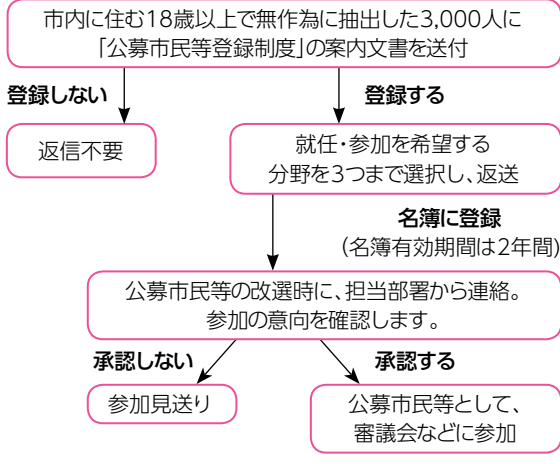 市内に住む18歳以上で無作為に抽出した3,000人に
「公募市民等登録制度」の案内文書を送付
登録しない
登録する
返信不要
就任・参加を希望する
分野を3つまで選択し、返送
名簿に登録
（名簿有効期間は2年間）
公募市民等の改選時に、担当部署から連絡。
参加の意向を確認します。
承認しない
承認する
参加見送り
公募市民等として、
審議会などに参加